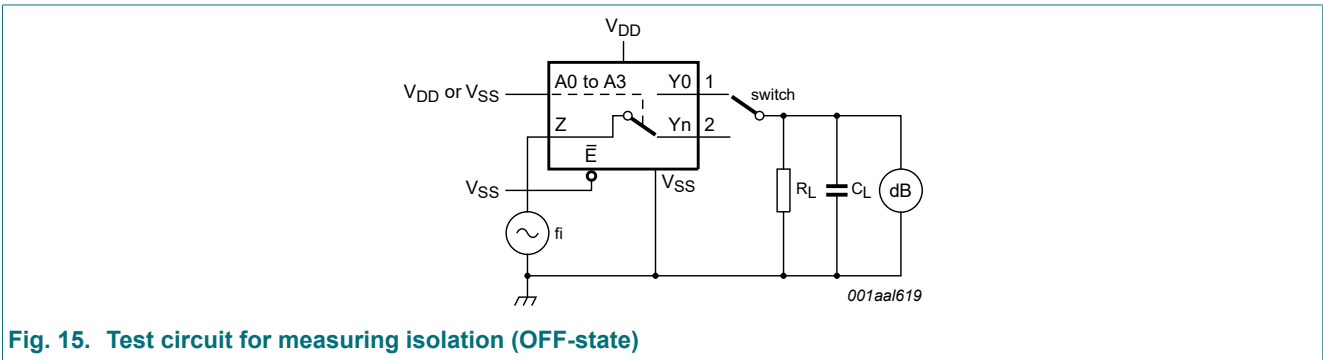 VDD
VDD or VSS
A0 to A3
Y0
1
switch
Z
Yn
2
E̅
VSS
VSS
RL
CL
dB
fi
001aal619
Fig. 15. Test circuit for measuring isolation (OFF-state)